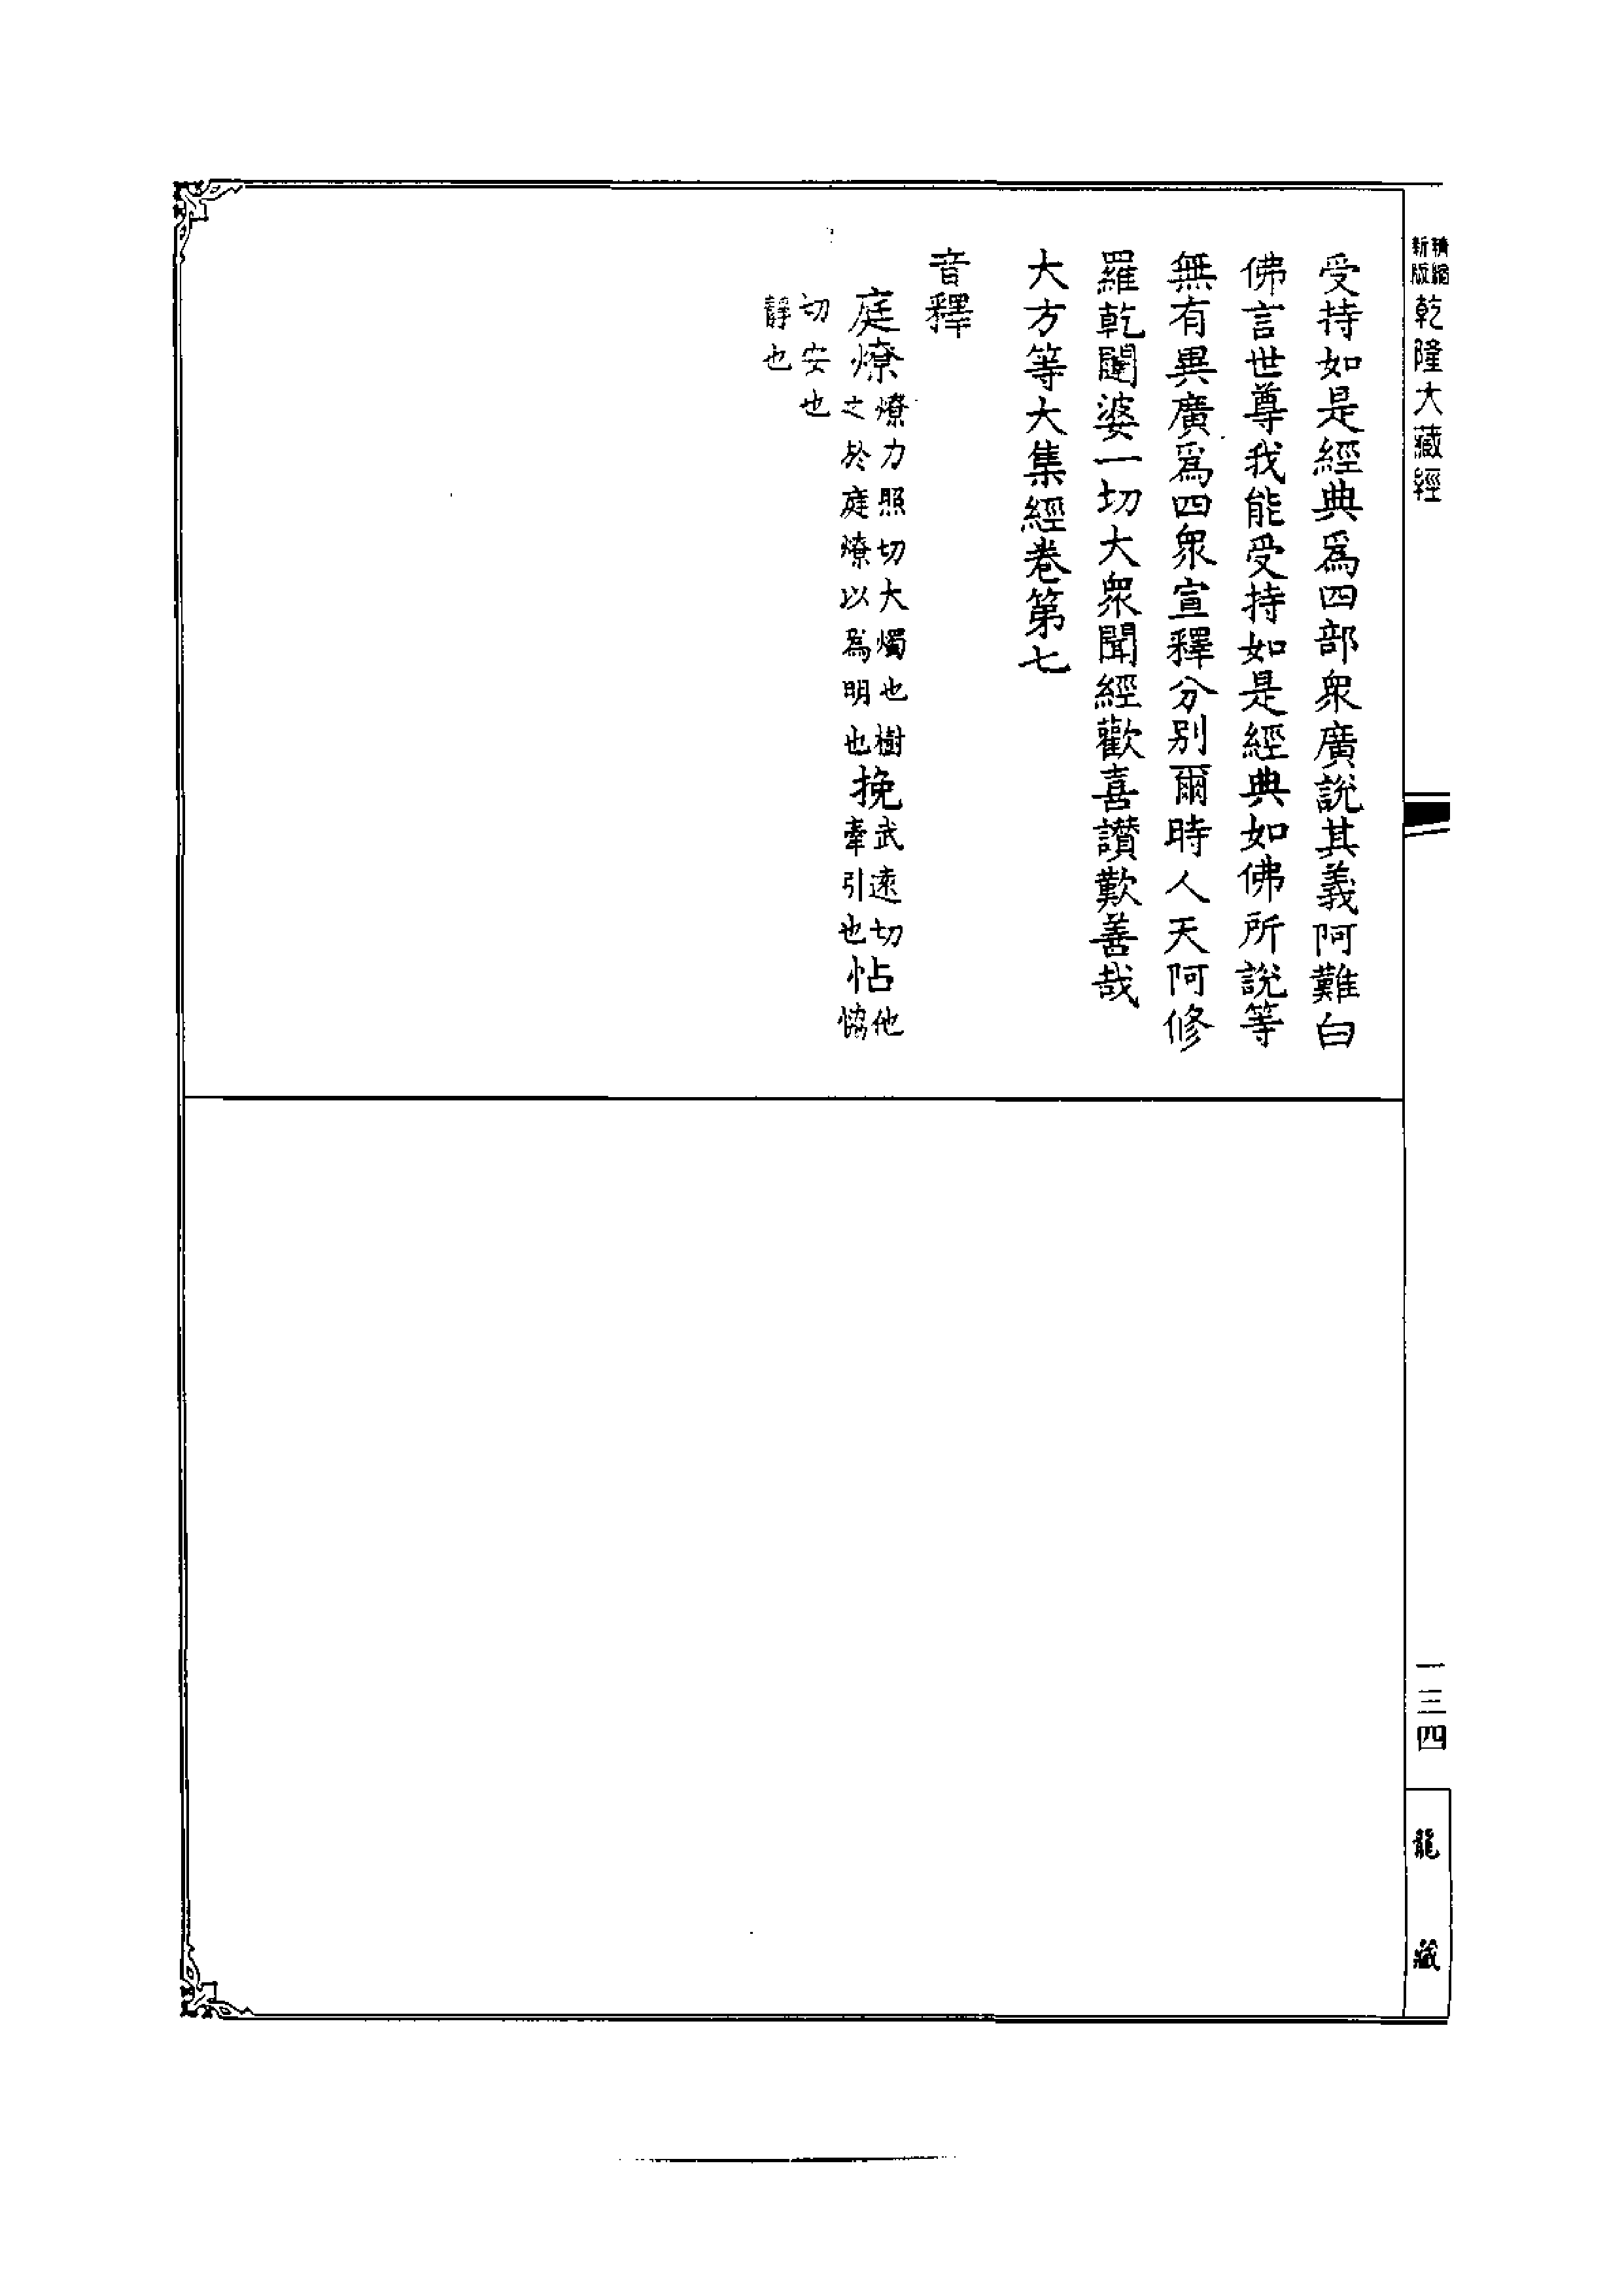 精縮新版乾隆大藏經
受持如是經典爲四部衆廣說其義阿難白
佛言世尊我能受持如是經典如佛所說等
無有異廣爲四衆宣釋分別爾時人天阿修
羅乾闥婆一切大衆聞經歡喜讃歎善哉
大方等大集經卷第七
音釋
庭燎燎力照切大燭也樹之於庭燎以爲明也挽武遠切牽引也怗他協
切安也
靜也
一三四
龍藏